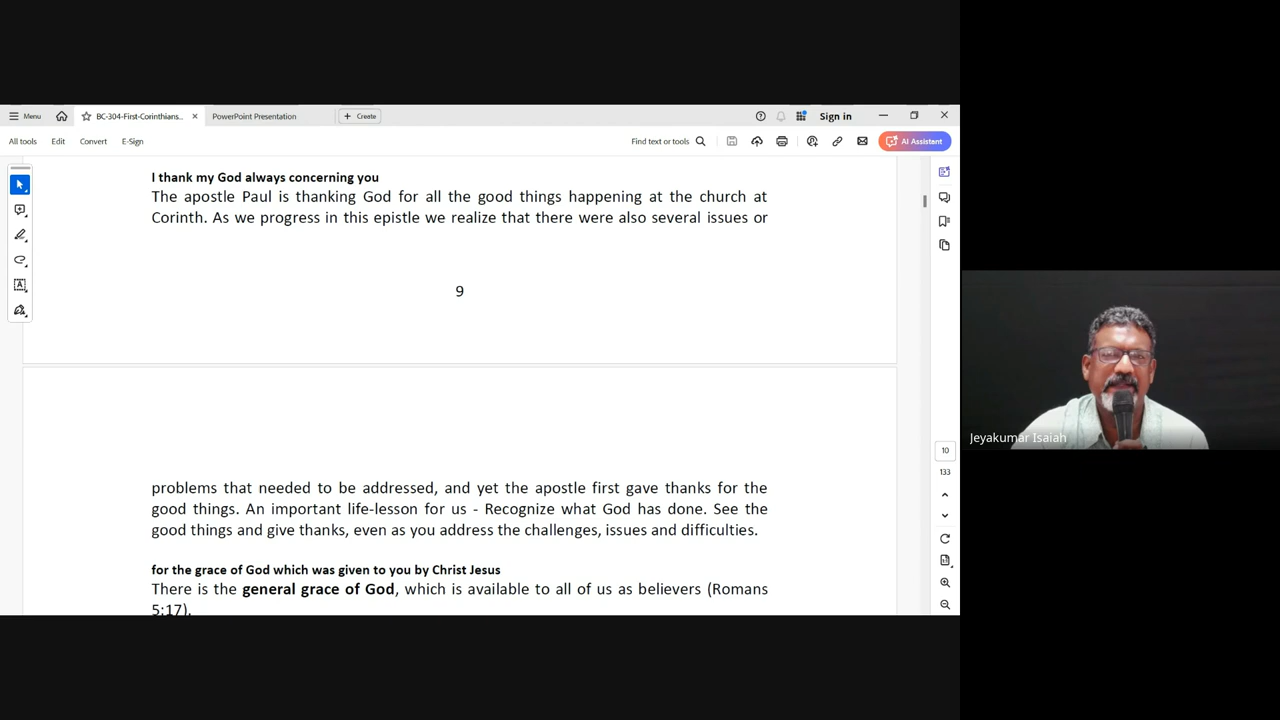 Menu
BC-304-First-Corinthians..
PowerPoint Presentation
Create
Sign in
All tools
Edit
Convert
E-Sign
Find text or tools
AI Assistant
I thank my God always concerning you
The apostle Paul is thanking God for all the good things happening at the church at
Corinth. As we progress in this epistle we realize that there were also several issues or
9
problems that needed to be addressed, and yet the apostle first gave thanks for the
good things. An important life-lesson for us - Recognize what God has done. See the
good things and give thanks, even as you address the challenges, issues and difficulties.
for the grace of God which was given to you by Christ Jesus
There is the general grace of God, which is available to all of us as believers (Romans
5:17).
10
133
Jeyakumar Isaiah